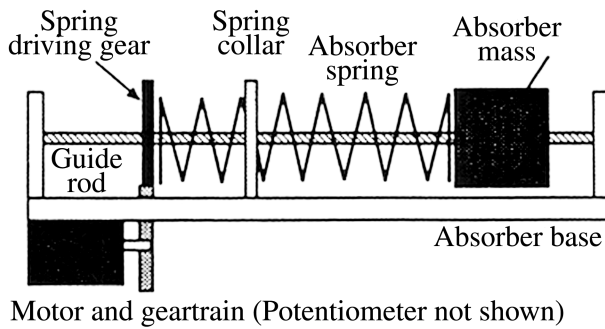 Spring
driving gear
Spring
collar
Absorber
spring
Absorber
mass
Guide
rod
Absorber base
Motor and geartrain (Potentiometer not shown)